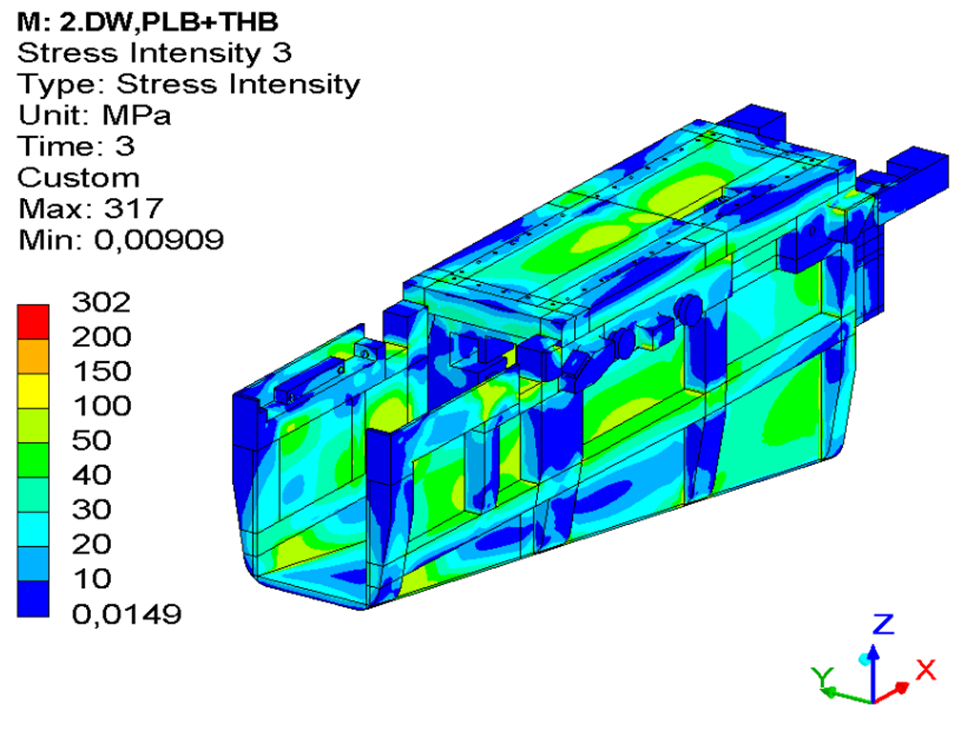 M: 2.DW,PLB+THB
Stress Intensity 3
Type: Stress Intensity
Unit: MPa
Time: 3
Custom
Max: 317
Min: 0,00909
302
200
150
100
50
40
30
20
10
0,0149
Z
Y
X